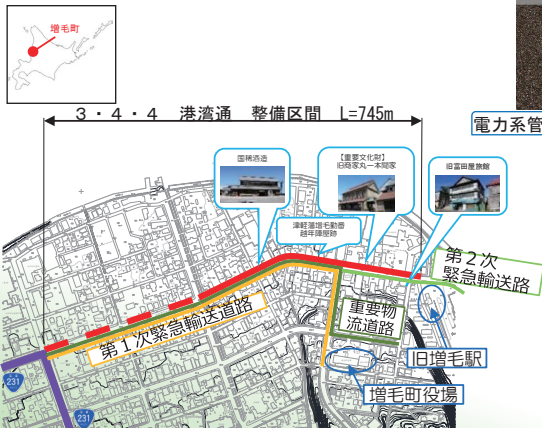 増毛町
3・4・4 港湾通 整備区間 L=745m
電力系管
国稀酒造
【重要文化財】
旧商家丸一本間家
旧富田屋旅館
津軽藩増毛勤番
越年陣屋跡
第2次
緊急輸送路
第1次緊急輸送道路
重要物
流道路
旧増毛駅
増毛町役場
231
231